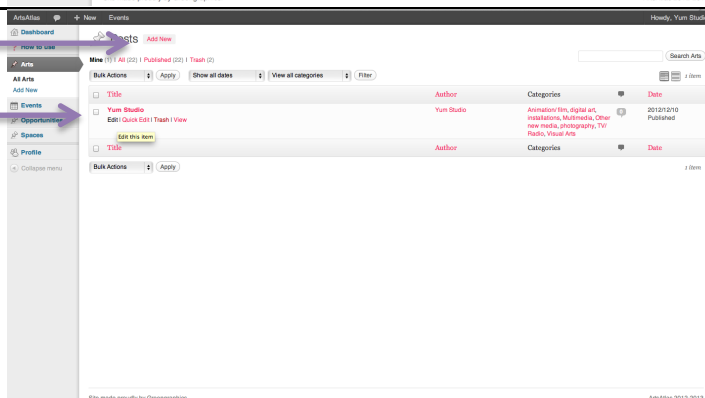 ArtsAtlas + New Events Howdy, Yum Studi
Dashboard
Posts Add New
How to Use
Mine (1) | All (22) | Published (22) | Trash (2)
Search Arts
Arts
Bulk Actions Apply Show all dates View all categories Filter 1 item
All Arts
Add New
Title Author Categories Date
Events
Yum Studio Yum Studio Animation/film, digital art, 0 2012/12/10
Edit | Quick Edit | Trash | View installations, Multimedia, Other Published
Opportunities
new media, photography, TV/
Radio, Visual Arts
Edit this item
Spaces
Title Author Categories Date
Profile
Bulk Actions Apply 1 item
Collapse menu